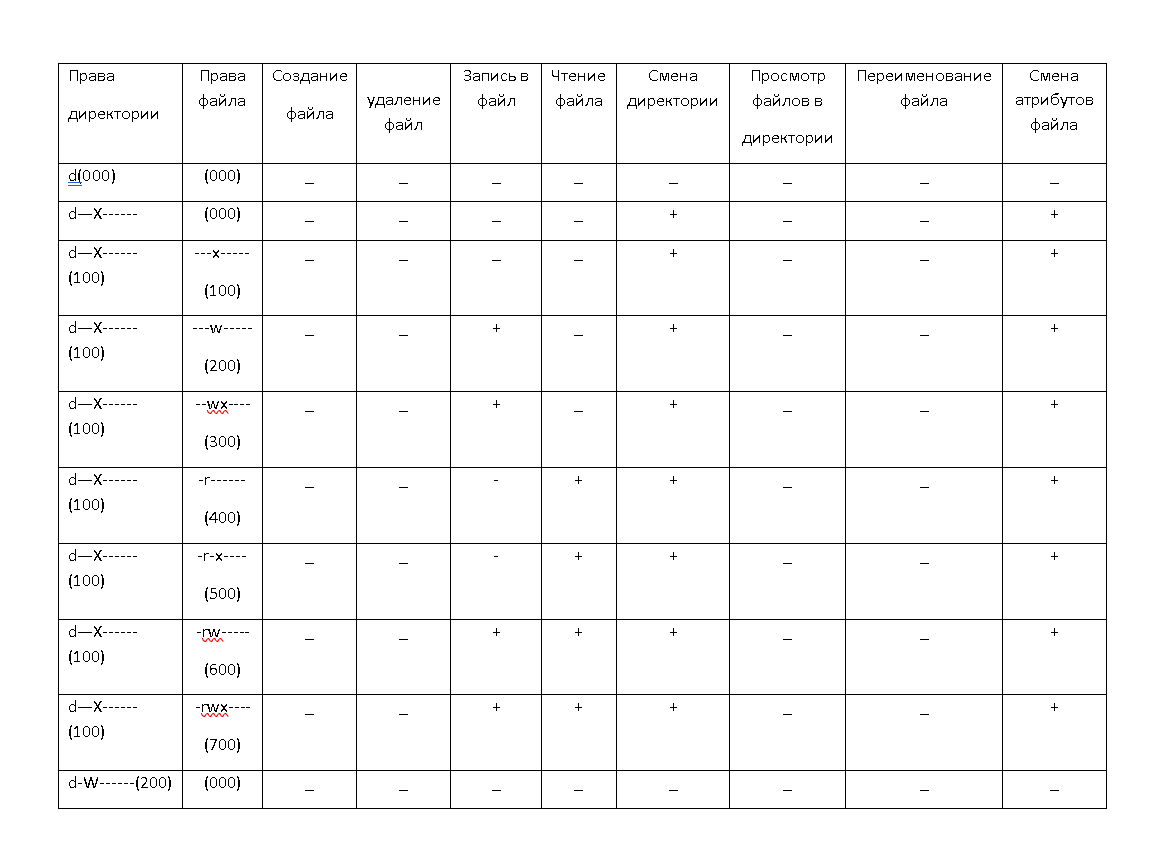 Права директории | Права файла | Создание файла | удаление файл | Запись в файл | Чтение файла | Смена директории | Просмотр файлов в директории | Переименование файла | Смена атрибутов файла
d(000) | (000) | _ | _ | _ | _ | _ | _ | _ | _
d—X------ | (000) | _ | _ | _ | _ | + | _ | _ | +
d—X------ (100) | ---x----- (100) | _ | _ | _ | _ | + | _ | _ | +
d—X------ (100) | ---w----- (200) | _ | _ | + | _ | + | _ | _ | +
d—X------ (100) | --wx---- (300) | _ | _ | + | _ | + | _ | _ | +
d—X------ (100) | -r------ (400) | _ | _ | - | + | + | _ | _ | +
d—X------ (100) | -r-x---- (500) | _ | _ | - | + | + | _ | _ | +
d—X------ (100) | -rw----- (600) | _ | _ | + | + | + | _ | _ | +
d—X------ (100) | -rwx---- (700) | _ | _ | + | + | + | _ | _ | +
d-W------(200) | (000) | _ | _ | _ | _ | _ | _ | _ | _